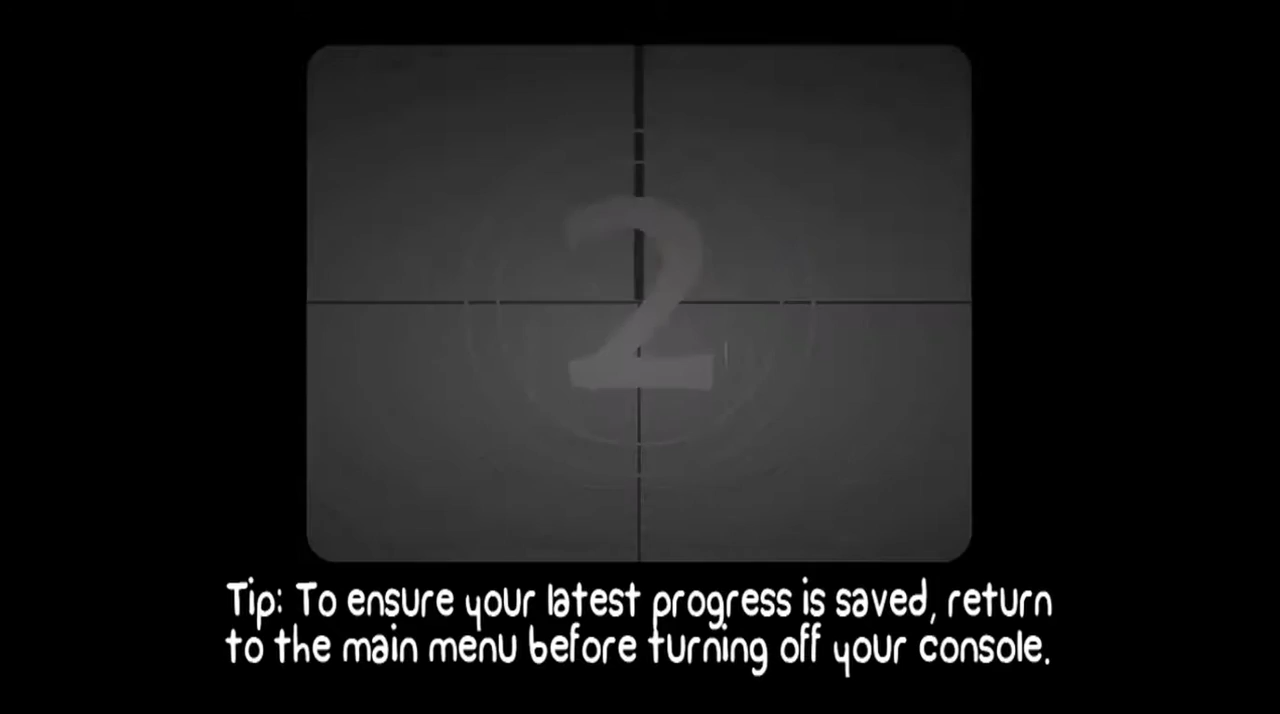 2
Tip: To ensure your latest progress is saved, return
to the main menu before turning off your console.